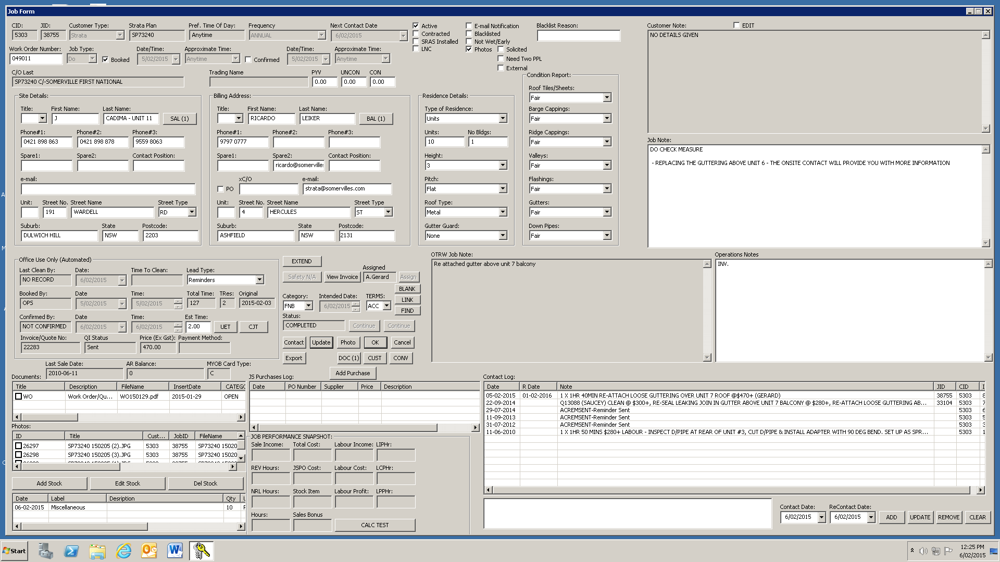 Job Form
CID: JID: Customer Type: Strata Plan Pref. Time Of Day: Frequency Next Contact Date
5303 38755 Strata SP73240 Anytime ANNUAL 6/02/2015
Active
Contracted
SRAS Installed
LNC
E-mail Notification
Blacklisted
Not Wet/Early
Photos Solicited
Need Two PPL
External
Blacklist Reason:
Customer Note: EDIT
NO DETAILS GIVEN
Work Order Number: Job Type: Date/Time: Approximate Time: Date/Time: Approximate Time:
049011 Do Booked 5/02/2015 Anytime Confirmed 5/02/2015 Anytime
C/O Last Trading Name PYV UNCON CON
SP73240 C/-SOMERVILLE FIRST NATIONAL 0.00 0.00 0.00
Site Details:
Title: First Name: Last Name:
J CADIMA - UNIT 11 SAL (1)
Phone#1: Phone#2: Phone#3:
0421 898 863 0421 898 878 9559 8063
Spare1: Spare2: Contact Position:
e-mail:
Unit: Street No. Street Name Street Type
191 WARDELL RD
Suburb: State Postcode:
DULWICH HILL NSW 2203
Billing Address:
Title: First Name: Last Name:
RICARDO LEIKER BAL (1)
Phone#1: Phone#2: Phone#3:
9797 0777
Spare1: Spare2: Contact Position:
ricardo@somerville
xC/O e-mail:
PO strata@somervilles.com
Unit: Street No. Street Name Street Type
4 HERCULES ST
Suburb: State Postcode:
ASHFIELD NSW 2131
Residence Details:
Type of Residence:
Units
Units: No Bldgs:
10 1
Height:
3
Pitch:
Flat
Roof Type:
Metal
Gutter Guard:
None
Condition Report:
Roof Tiles/Sheets:
Fair
Barge Cappings:
Fair
Ridge Cappings:
Fair
Valleys:
Fair
Flashings:
Fair
Gutters:
Fair
Down Pipes:
Fair
Job Note:
DO CHECK MEASURE
- REPLACING THE GUTTERING ABOVE UNIT 6 - THE ONSITE CONTACT WILL PROVIDE YOU WITH MORE INFORMATION
Office Use Only (Automated)
Last Clean By: Date: Time To Clean: Lead Type:
NO RECORD 6/02/2015 Reminders
Booked By: Date Time: Total Time: TRes: Original
OPS 5/02/2015 5/02/2015 127 2 2015-02-03
Confirmed By: Date Time: Est Time:
NOT CONFIRMED 6/02/2015 6/02/2015 2.00 UET CJT
Invoice/Quote No: QI Status Price (Ex Gst): Payment Method:
22283 Sent 470.00
Last Sale Date: AR Balance: MYOB Card Type:
2010-06-11 0 C
EXTEND
Assigned
Safety N/A View Invoice A.Gerard Assign
BLANK
Category: Intended Date: TERMS: LINK
FNB 6/02/2015 ACC FIND
Status:
COMPLETED Continue Continue
Contact Update Photo OK Cancel
Export DOC (1) CUST CONV
Add Purchase
OTRW Job Note:
Re attached gutter above unit 7 balcony
Operations Notes
INV.
Documents:
Title Description FileName InsertDate CATEG
WO Work Order/Qu... WO150129.pdf 2015-01-29 OPEN
Photos:
ID Title Cust... JobID FileName
26297 SP73240 150205 (2).JPG 5303 38755 SP73240 15020
26298 SP73240 150205 (3).JPG 5303 38755 SP73240 15020
Add Stock Edit Stock Del Stock
Date Label Desription Qty
06-02-2015 Miscellaneous 10
JS Purchases Log:
Date PO Number Supplier Price Description
JOB PERFORMANCE SNAPSHOT:
Sale Income: Total Cost: Labour Income: LIPHr:
REV Hours: JSPO Cost: Labour Cost: LCPHr:
NRL Hours: Stock Item Labour Profit: LPPHr:
Hours: Sales Bonus
CALC TEST
Contact Log:
Date R Date Note JID CID I
05-02-2015 01-02-2016 1 X 1HR 40MIN RE-ATTACH LOOSE GUTTERING OVER UNIT 7 ROOF @$470+ (GERARD) 38755 5303 8
22-09-2014 Q13088 (SAUCEY) CLEAN @ $300+, RE-SEAL LEAKING JOIN IN GUTTER ABOVE UNIT 7 BALCONY @ $280+, RE-ATTACH LOOSE GUTTERING AB... 33104 5303 7
29-07-2014 ACREMSENT-Reminder Sent 5303 6
11-09-2013 ACREMSENT-Reminder Sent 5303 5
31-07-2012 ACREMSENT-Reminder Sent 5303 3
11-06-2010 1 X 1HR 50 MINS $280+ LABOUR - INSPECT D/PIPE AT REAR OF UNIT #3, CUT D/PIPE & INSTALL ADAPTER WITH 90 DEG BEND. SET UP AS SPR... 5303 1
Contact Date: ReContact Date:
6/02/2015 6/02/2015 ADD UPDATE REMOVE CLEAR
Start
12:25 PM
6/02/2015